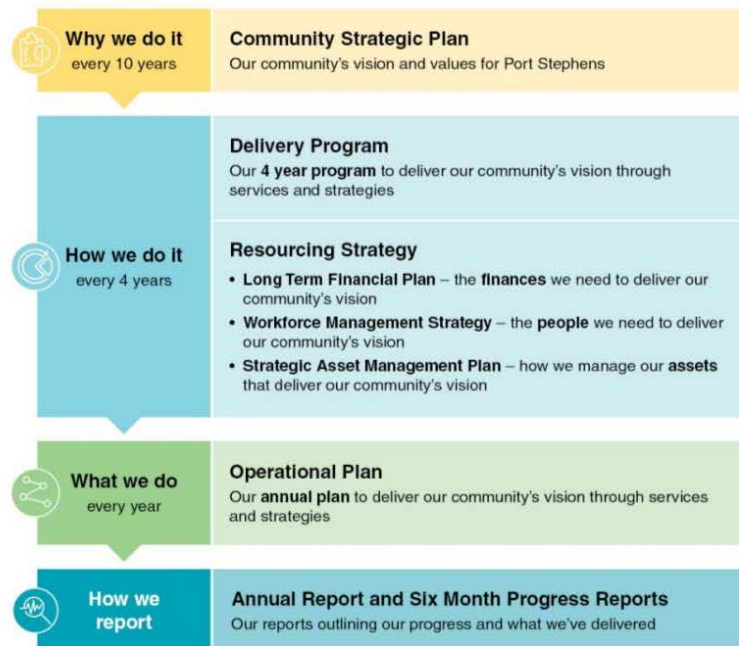 Why we do it
every 10 years
Community Strategic Plan
Our community's vision and values for Port Stephens
How we do it
every 4 years
Delivery Program
Our 4 year program to deliver our community's vision through
services and strategies
Resourcing Strategy
• Long Term Financial Plan – the finances we need to deliver our
community's vision
• Workforce Management Strategy – the people we need to deliver
our community's vision
• Strategic Asset Management Plan – how we manage our assets
that deliver our community's vision
What we do
every year
Operational Plan
Our annual plan to deliver our community's vision through services
and strategies
How we
report
Annual Report and Six Month Progress Reports
Our reports outlining our progress and what we've delivered